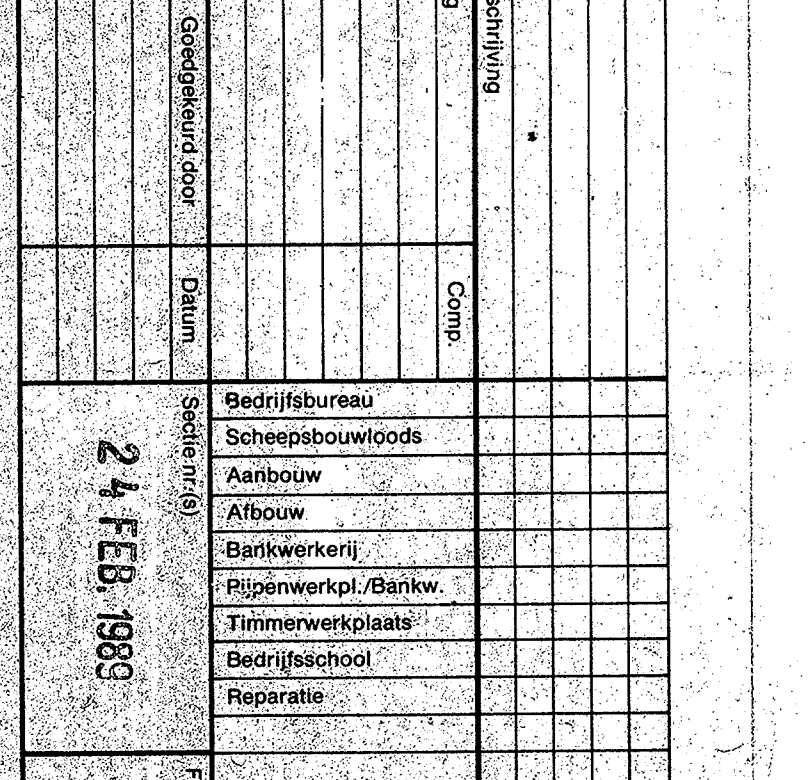 schrijving
g
Comp.
Goedgekeurd door
Datum
Sectie nr.(s)
24 FEB. 1989
Bedrijfsbureau
Scheepsbouwloods
Aanbouw
Afbouw
Bankwerkerij
Pijpenwerkpl./Bankw.
Timmerwerkplaats
Bedrijfsschool
Reparatie
F